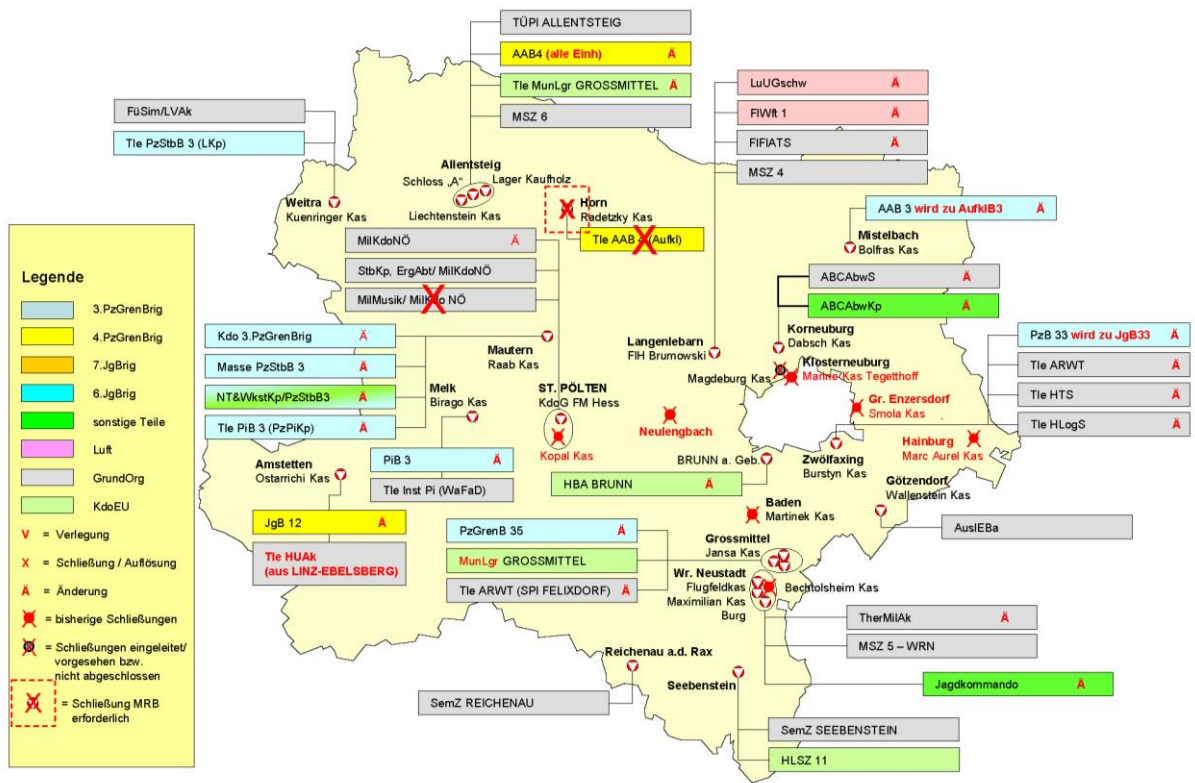 TÜPI ALLENTSTEIG
AAB4 (alle Einh) Ä
Tle MunLgr GROSSMITTEL Ä
MSZ 6
LuUGschw Ä
FlWft 1 Ä
FlFlATS Ä
MSZ 4
FüSim/LVAk
Tle PzStbB 3 (LKp)
Allentsteig
Schloss „A“
Lager Kaufholz
Liechtenstein Kas
Weitra
Kuenringer Kas
Horn
Radetzky Kas
Tle AAB 4 (Aufkl)
AAB 3 wird zu AufklB3 Ä
Mistelbach
Bolfras Kas
MilKdoNÖ Ä
StbKp, ErgAbt/ MilKdoNÖ
MilMusik/ MilKdo NÖ
ABCAbwS Ä
ABCAbwKp Ä
Korneuburg
Dabsch Kas
Kdo 3.PzGrenBrig Ä
Masse PzStbB 3 Ä
NT&WkstKp/PzStbB3 Ä
Tle PiB 3 (PzPiKp) Ä
Mautern
Raab Kas
Melk
Birago Kas
Langenlebarn
FlH Brumowski
Klosterneuburg
Magdeburg Kas
Marine Kas Tegetthoff
PzB 33 wird zu JgB33 Ä
Tle ARWT Ä
Tle HTS Ä
Tle HLogS Ä
ST. PÖLTEN
KdoG FM Hess
Kopal Kas
Neulengbach
Gr. Enzersdorf
Smola Kas
Hainburg
Marc Aurel Kas
Zwölfaxing
Burstyn Kas
Götzendorf
Wallenstein Kas
AuslEBa
Amstetten
Ostarrichi Kas
PiB 3 Ä
Tle Inst Pi (WaFaD)
BRUNN a. Geb.
HBA BRUNN Ä
Baden
Martinek Kas
JgB 12 Ä
Tle HUAk
(aus LINZ-EBELSBERG)
PzGrenB 35 Ä
MunLgr GROSSMITTEL
Tle ARWT (SPl FELIXDORF) Ä
Grossmittel
Jansa Kas
Wr. Neustadt
Flugfeldkas
Maximilian Kas
Burg
Bechtolsheim Kas
TherMilAk Ä
MSZ 5 – WRN
Jagdkommando Ä
Reichenau a.d. Rax
SemZ REICHENAU
Seebenstein
SemZ SEEBENSTEIN
HLSZ 11
Legende
3.PzGrenBrig
4.PzGrenBrig
7.JgBrig
6.JgBrig
sonstige Teile
Luft
GrundOrg
KdoEU
V = Verlegung
X = Schließung / Auflösung
Ä = Änderung
= bisherige Schließungen
= Schließungen eingeleitet/
vorgesehen bzw.
nicht abgeschlossen
= Schließung MRB
erforderlich